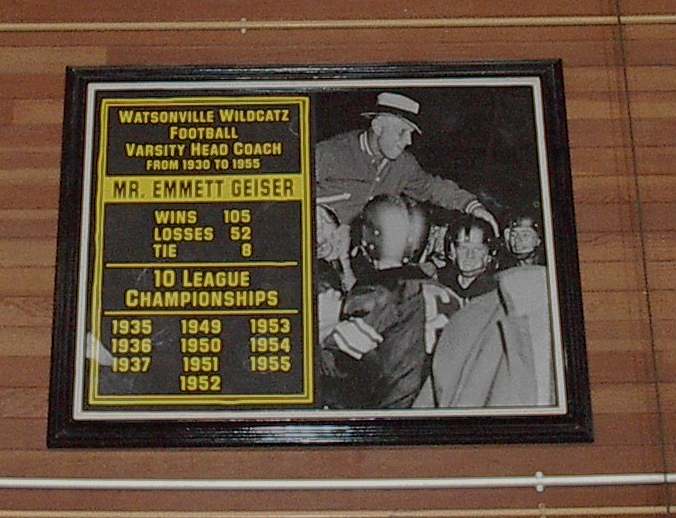 WATSONVILLE WILDCATZ
FOOTBALL
VARSITY HEAD COACH
FROM 1930 TO 1955
MR. EMMETT GEISER
WINS 105
LOSSES 52
TIE 8
10 LEAGUE
CHAMPIONSHIPS
1935 1949 1953
1936 1950 1954
1937 1951 1955
1952